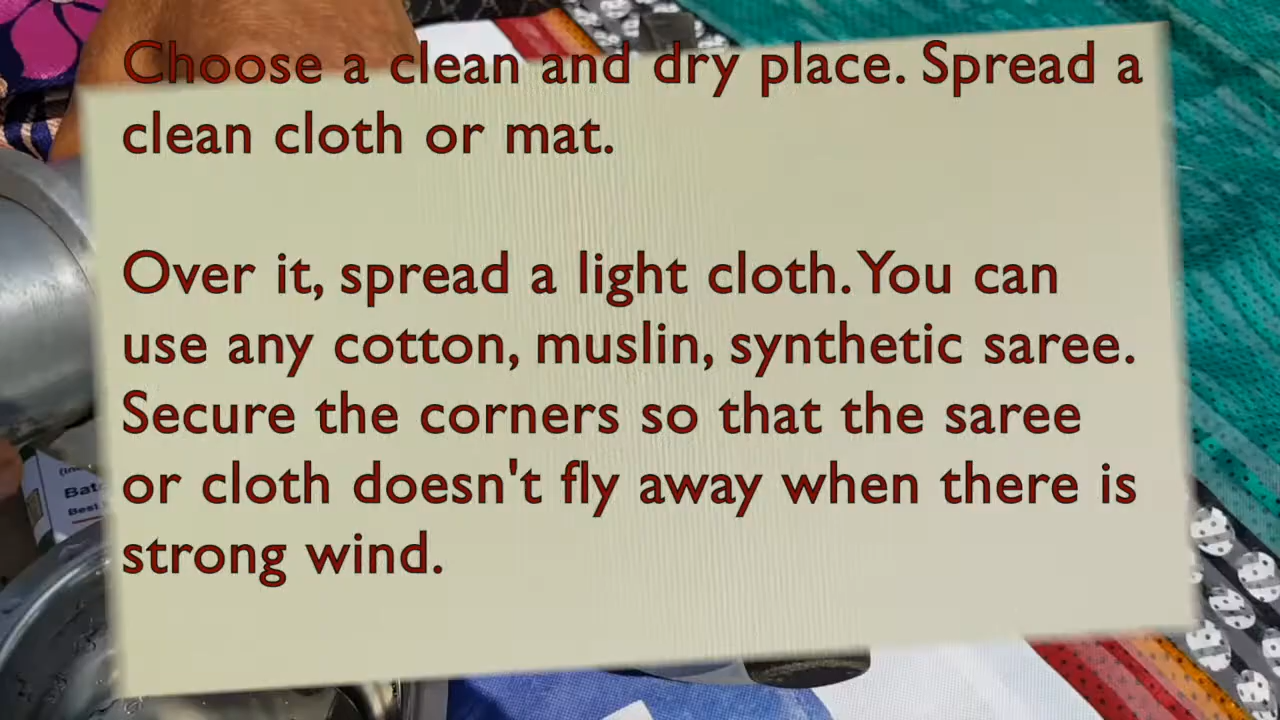 Choose a clean and dry place. Spread a
clean cloth or mat.
Over it, spread a light cloth. You can
use any cotton, muslin, synthetic saree.
Secure the corners so that the saree
or cloth doesn't fly away when there is
strong wind.
Best